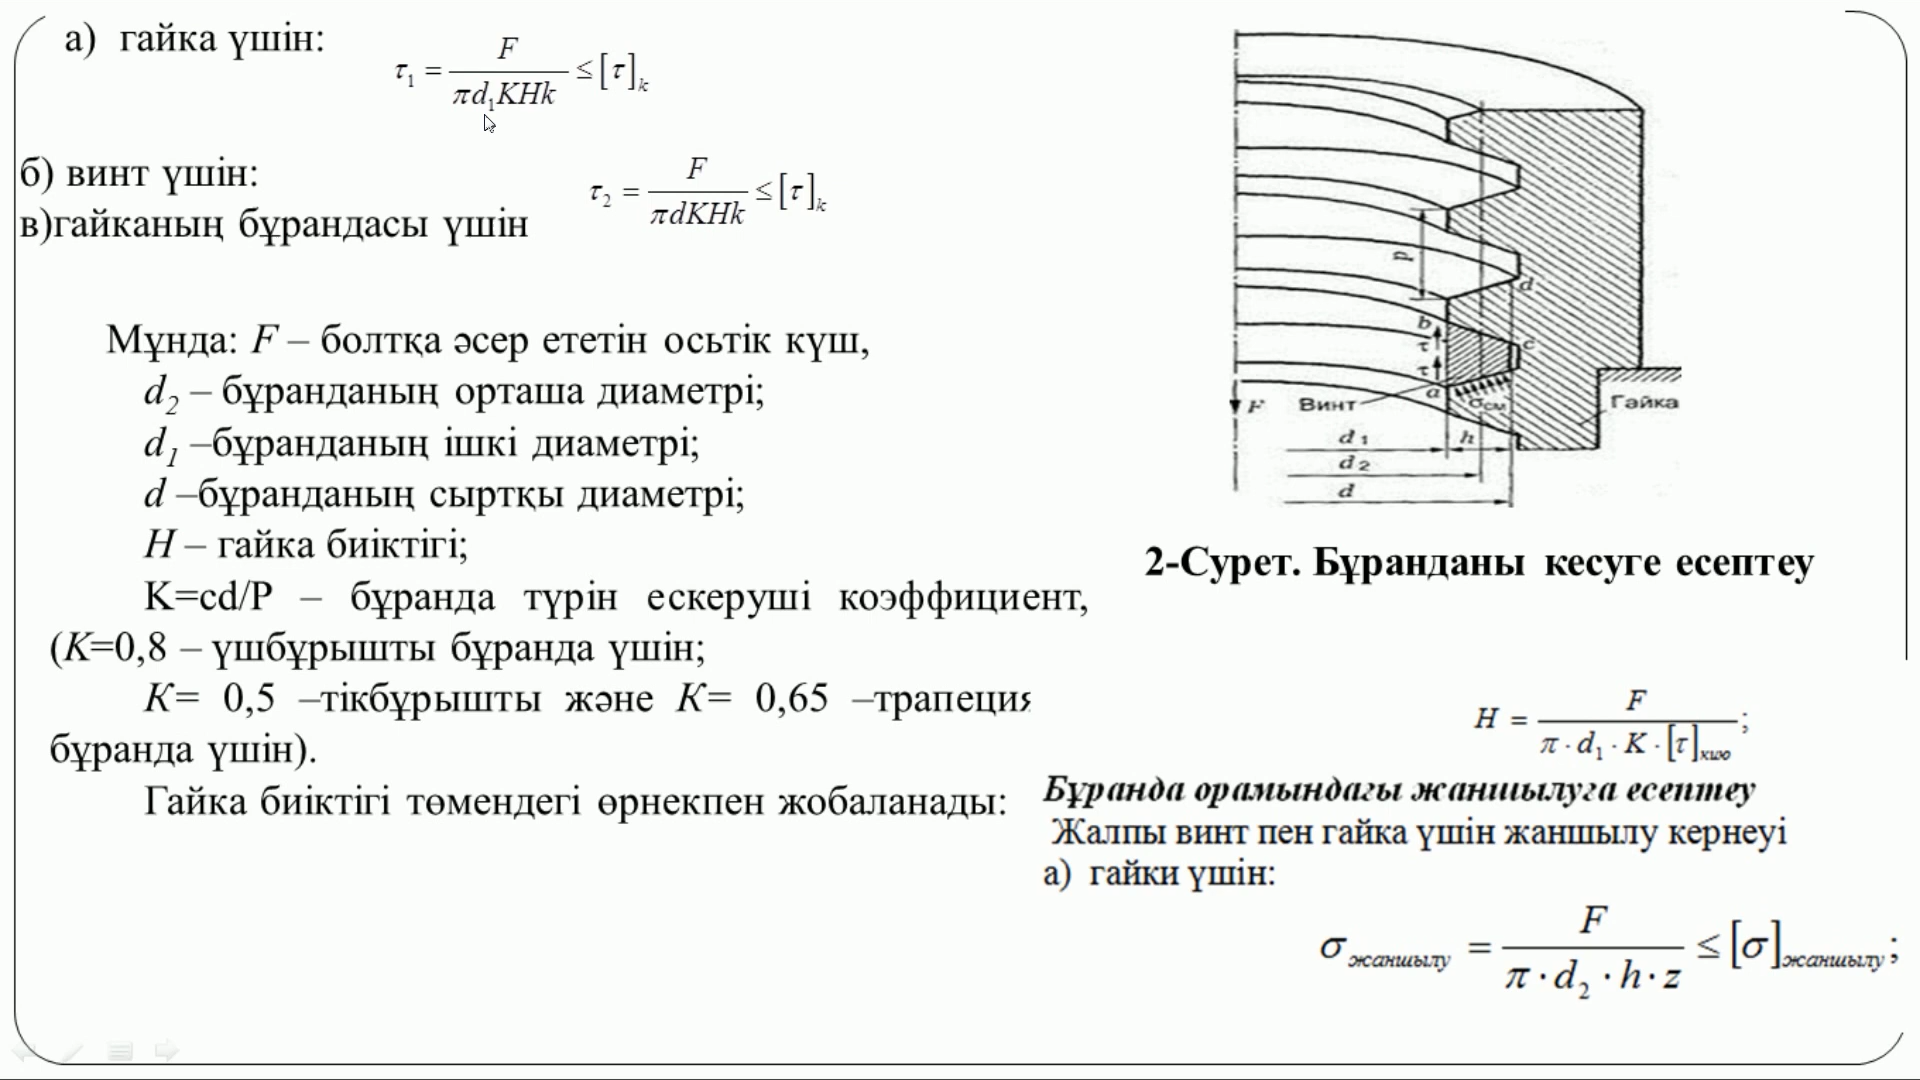 а) гайка үшін:
τ₁ = F / πd₁KHk ≤ [τ]ₖ
б) винт үшін:
τ₂ = F / πdKHk ≤ [τ]ₖ
в)гайканың бұрандасы үшін
Мұнда: F – болтқа әсер ететін осьтік күш,
d₂ – бұранданың орташа диаметрі;
d₁ –бұранданың ішкі диаметрі;
d –бұранданың сыртқы диаметрі;
H – гайка биіктігі;
K=cd/P – бұранда түрін ескеруші коэффициент,
(K=0,8 – үшбұрышты бұранда үшін;
К= 0,5 –тікбұрышты және К= 0,65 –трапеция
бұранда үшін).
Гайка биіктігі төмендегі өрнекпен жобаланады:
p
d
b
τ
c
τ
a
F
Винт
σсм
Гайка
d₁
h
d₂
d
2-Сурет. Бұранданы кесуге есептеу
H = F / π · d₁ · K · [τ]кию ;
Бұранда орамындағы жаншылуға есептеу
Жалпы винт пен гайка үшін жаншылу кернеуі
а) гайки үшін:
σжаншылу = F / π · d₂ · h · z ≤ [σ]жаншылу ;